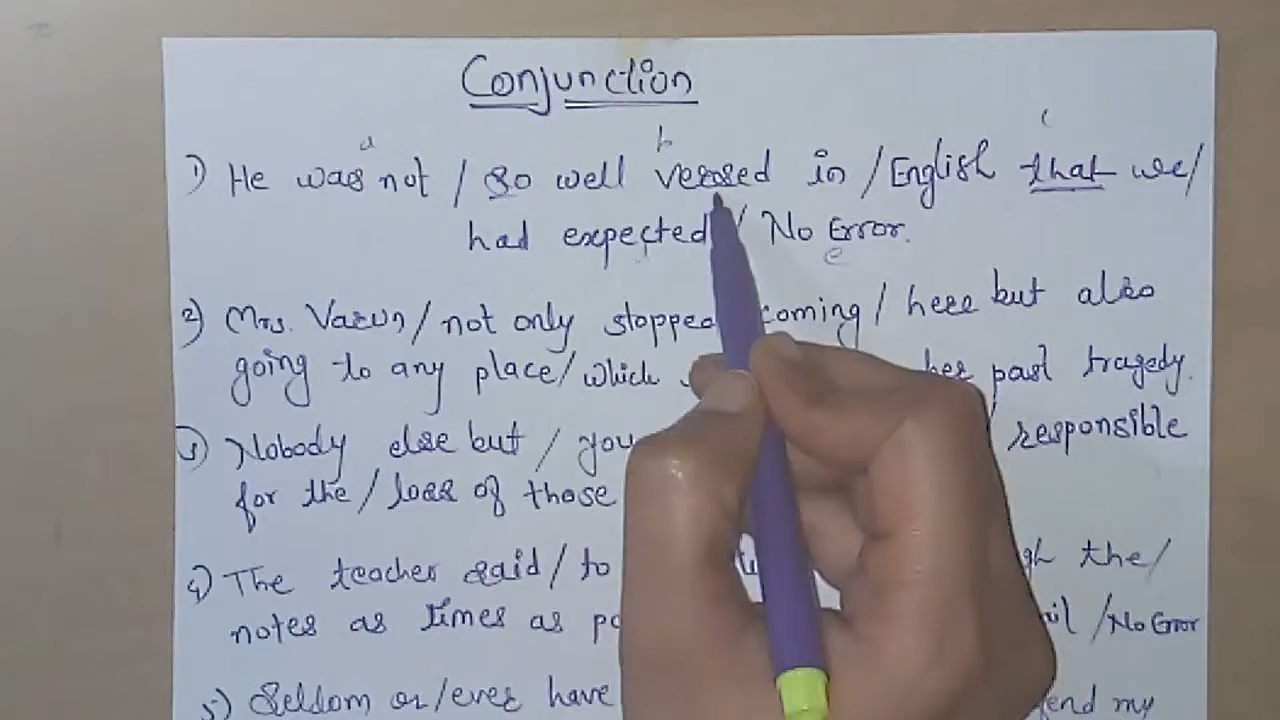 Conjunction
a b c
1) He was not / so well versed in / English that we /
had expected / No Error.
e
2) Mrs. Varun / not only stopped coming / here but also
going to any place / which her past tragedy.
3) Nobody else but / you responsible
for the / loss of those
4) The teacher said / to the /
notes as times as / No Error
5) Seldom or / ever have my